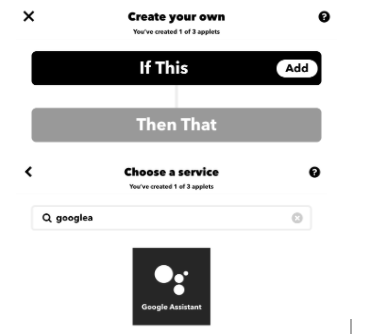 Create your own
You've created 1 of 3 applets
If This
Add
Then That
Choose a service
You've created 1 of 3 applets
googlea
Google Assistant